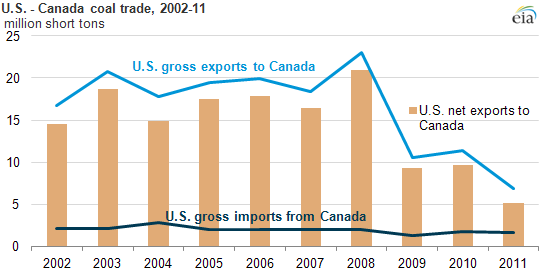 U.S. - Canada coal trade, 2002-11
million short tons
eia
25
20
15
10
5
0
U.S. gross exports to Canada
U.S. net exports to
Canada
U.S. gross imports from Canada
2002 2003 2004 2005 2006 2007 2008 2009 2010 2011